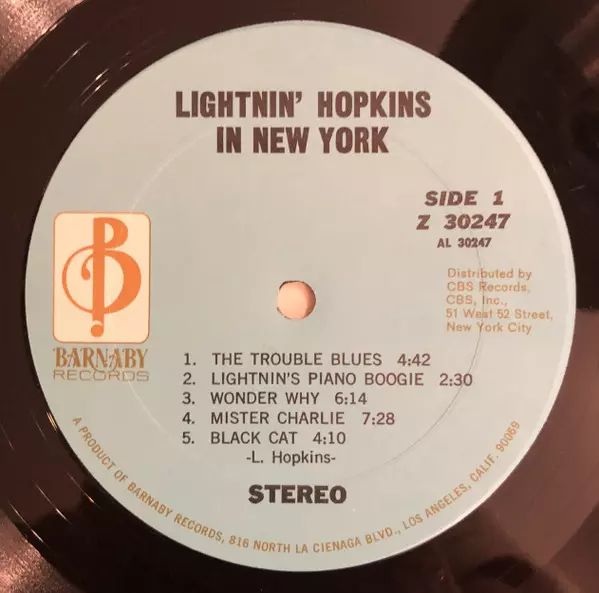 LIGHTNIN' HOPKINS
IN NEW YORK
SIDE 1
Z 30247
AL 30247
Distributed by
CBS Records,
CBS, Inc.,
51 West 52 Street,
New York City
B
BARNABY
RECORDS
1. THE TROUBLE BLUES 4:42
2. LIGHTNIN'S PIANO BOOGIE 2:30
3. WONDER WHY 6:14
4. MISTER CHARLIE 7:28
5. BLACK CAT 4:10
-L. Hopkins-
STEREO
A PRODUCT OF BARNABY RECORDS, 816 NORTH LA CIENAGA BLVD., LOS ANGELES, CALIF. 90069